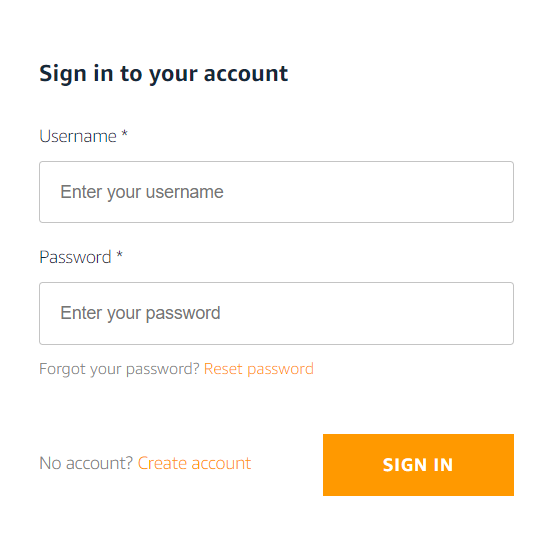 Sign in to your account
Username *
Enter your username
Password *
Enter your password
Forgot your password? Reset password
No account? Create account
SIGN IN